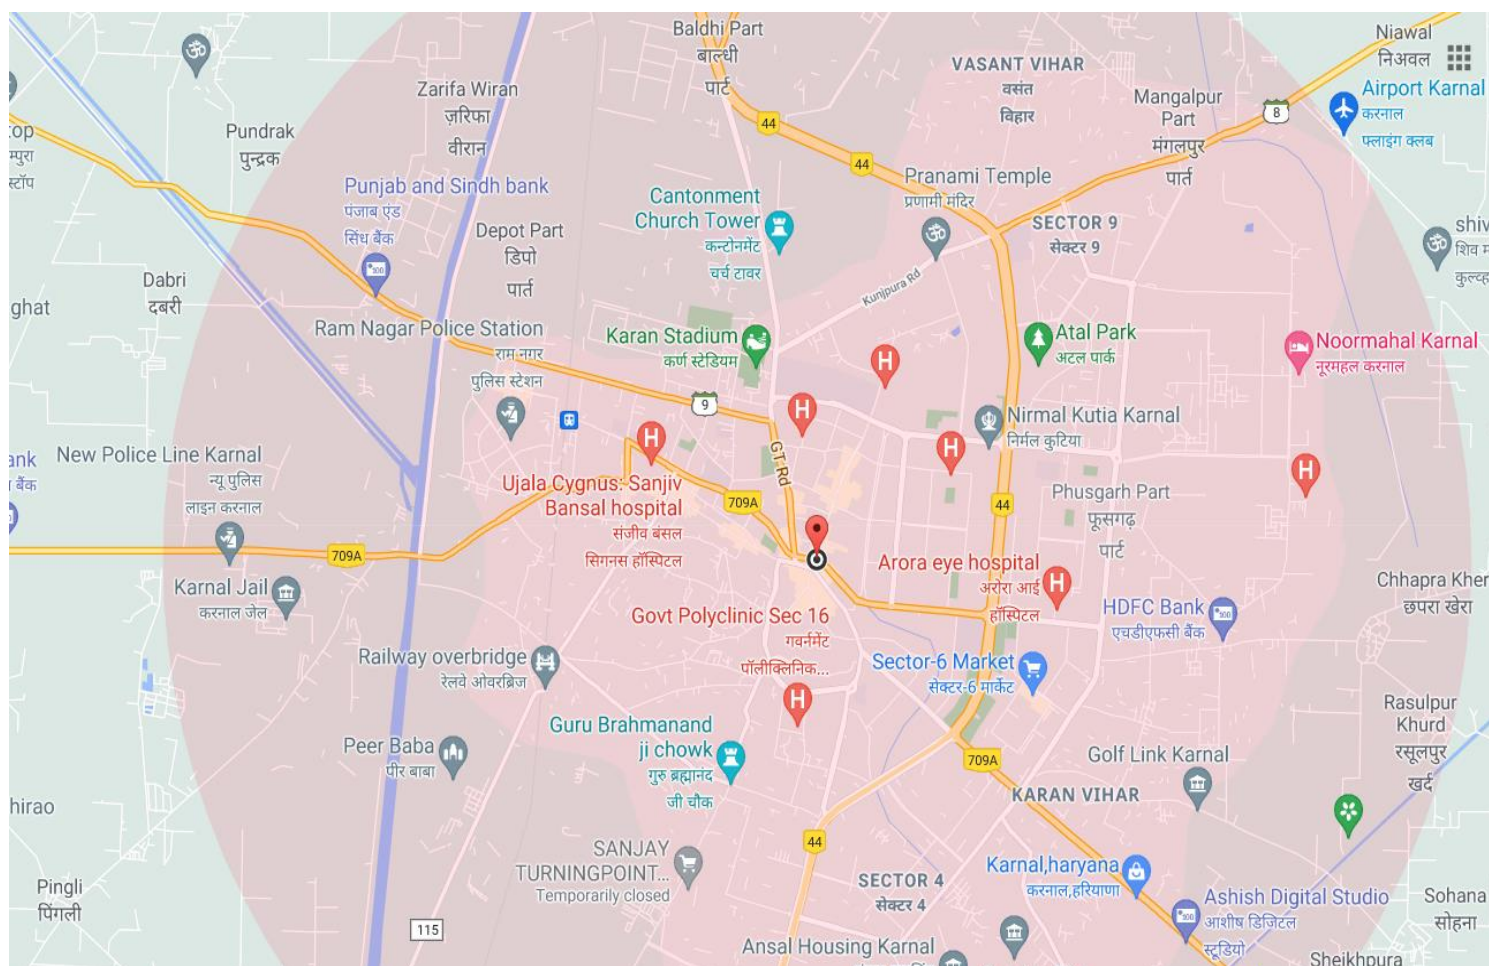 Baldhi Part
बाल्धी
पार्ट
Niawal
निअवल
VASANT VIHAR
वसंत
विहार
Zarifa Wiran
ज़रिफा
वीरान
Mangalpur
Part
मंगलपुर
पार्त
Airport Karnal
करनाल
फ्लाइंग क्लब
8
44
44
Pundrak
पुन्द्रक
स्टॉप
Punjab and Sindh bank
पंजाब एंड
सिंध बैंक
Cantonment
Church Tower
कन्टोनमेंट
चर्च टावर
Pranami Temple
प्रणामी मंदिर
SECTOR 9
सेक्टर 9
Depot Part
डिपो
पार्त
Dabri
दबरी
Kunjpura Rd
Ram Nagar Police Station
राम नगर
पुलिस स्टेशन
Karan Stadium
कर्ण स्टेडियम
Atal Park
अटल पार्क
Noormahal Karnal
नूरमहल करनाल
9
H
H
H
H
H
GT Rd
Nirmal Kutia Karnal
निर्मल कुटिया
New Police Line Karnal
न्यू पुलिस
लाइन करनाल
Ujala Cygnus: Sanjiv
Bansal hospital
संजीव बंसल
सिगनस हॉस्पिटल
709A
44
Phusgarh Part
फूसगढ़
पार्ट
709A
Karnal Jail
करनाल जेल
Arora eye hospital
अरोरा आई
हॉस्पिटल
H
HDFC Bank
एचडीएफसी बैंक
छपरा खेरा
Govt Polyclinic Sec 16
गवर्नमेंट
पॉलीक्लिनिक...
H
Railway overbridge
रेलवे ओवरब्रिज
Sector-6 Market
सेक्टर-6 मार्केट
Rasulpur
Khurd
रसूलपुर
खर्द
Guru Brahmanand
ji chowk
गुरु ब्रह्मानंद
जी चौक
Peer Baba
पीर बाबा
709A
Golf Link Karnal
KARAN VIHAR
44
SANJAY
TURNINGPOINT...
Temporarily closed
Karnal,haryana
करनाल,हरियाणा
SECTOR 4
सेक्टर 4
Pingli
पिंगली
Ashish Digital Studio
आशीष डिजिटल
स्टूडियो
Sohana
सोहना
115
Ansal Housing Karnal
Sheikhpura